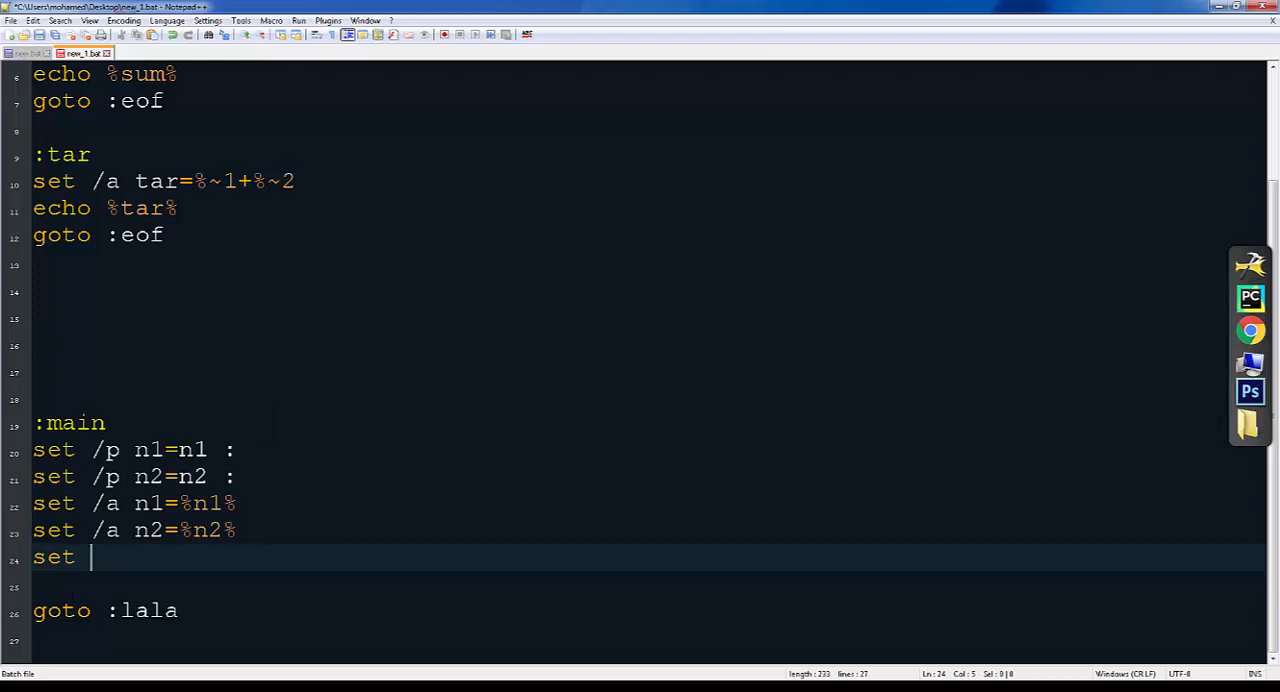 *C:\Users\mohamed\Desktop\new_1.bat - Notepad++
File Edit Search View Encoding Language Settings Tools Macro Run Plugins Window ?
new.bat new_1.bat
6 echo %sum%
7 goto :eof
8
9 :tar
10 set /a tar=%~1+%~2
11 echo %tar%
12 goto :eof
13
14
15
16
17
18
19 :main
20 set /p n1=n1 :
21 set /p n2=n2 :
22 set /a n1=%n1%
23 set /a n2=%n2%
24 set
25
26 goto :lala
27
PC
Ps
Batch file length : 233 lines : 27 Ln : 24 Col : 5 Sel : 0 | 0 Windows (CR LF) UTF-8 INS